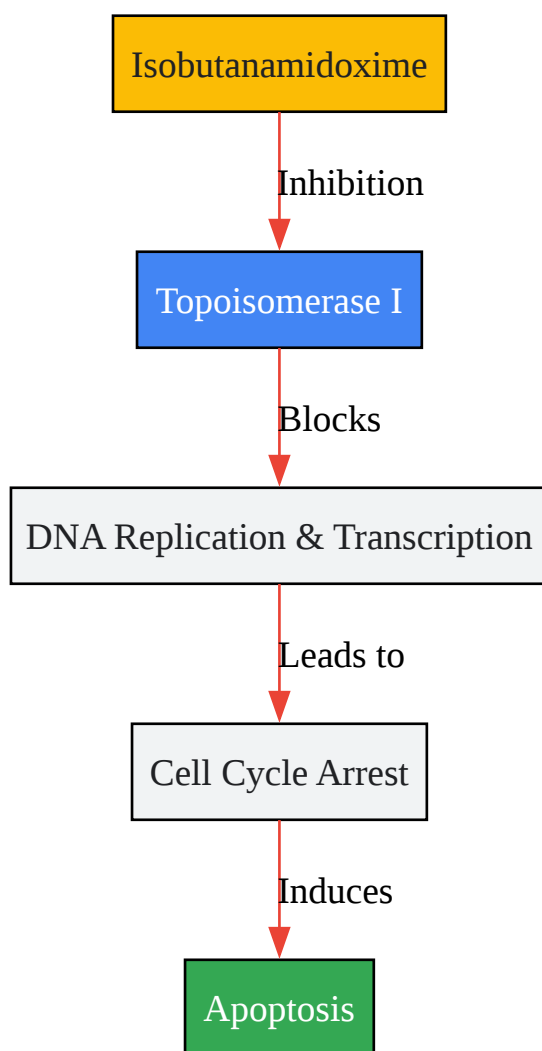 Isobutanamidoxime
Inhibition
Topoisomerase I
Blocks
DNA Replication & Transcription
Leads to
Cell Cycle Arrest
Induces
Apoptosis